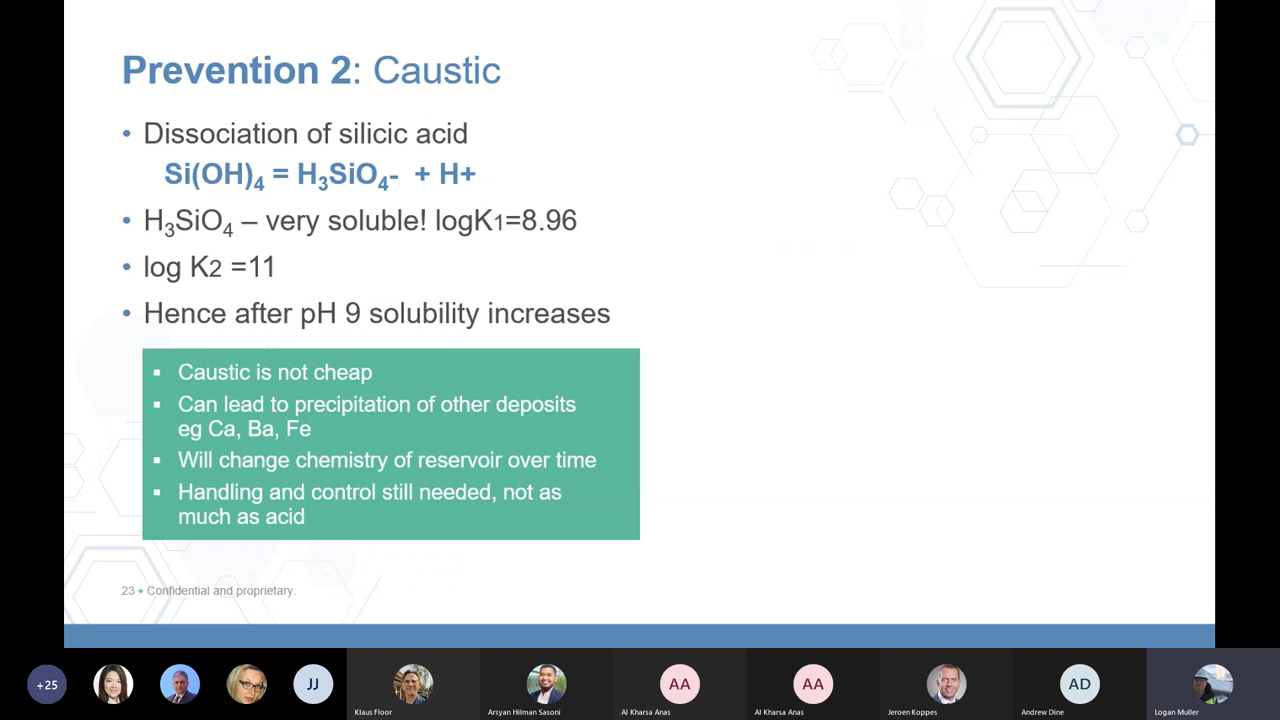 Prevention 2: Caustic
• Dissociation of silicic acid
Si(OH)4 = H3SiO4- + H+
• H3SiO4 – very soluble! logK1=8.96
• log K2 =11
• Hence after pH 9 solubility increases
▪ Caustic is not cheap
▪ Can lead to precipitation of other deposits
eg Ca, Ba, Fe
▪ Will change chemistry of reservoir over time
▪ Handling and control still needed, not as
much as acid
23 • Confidential and proprietary.
+25
JJ
AA
AA
AD
Klaus Floor
Arsyan Hilman Sasoni
Al Kharsa Anas
Al Kharsa Anas
Jeroen Koppes
Andrew Dine
Logan Muller